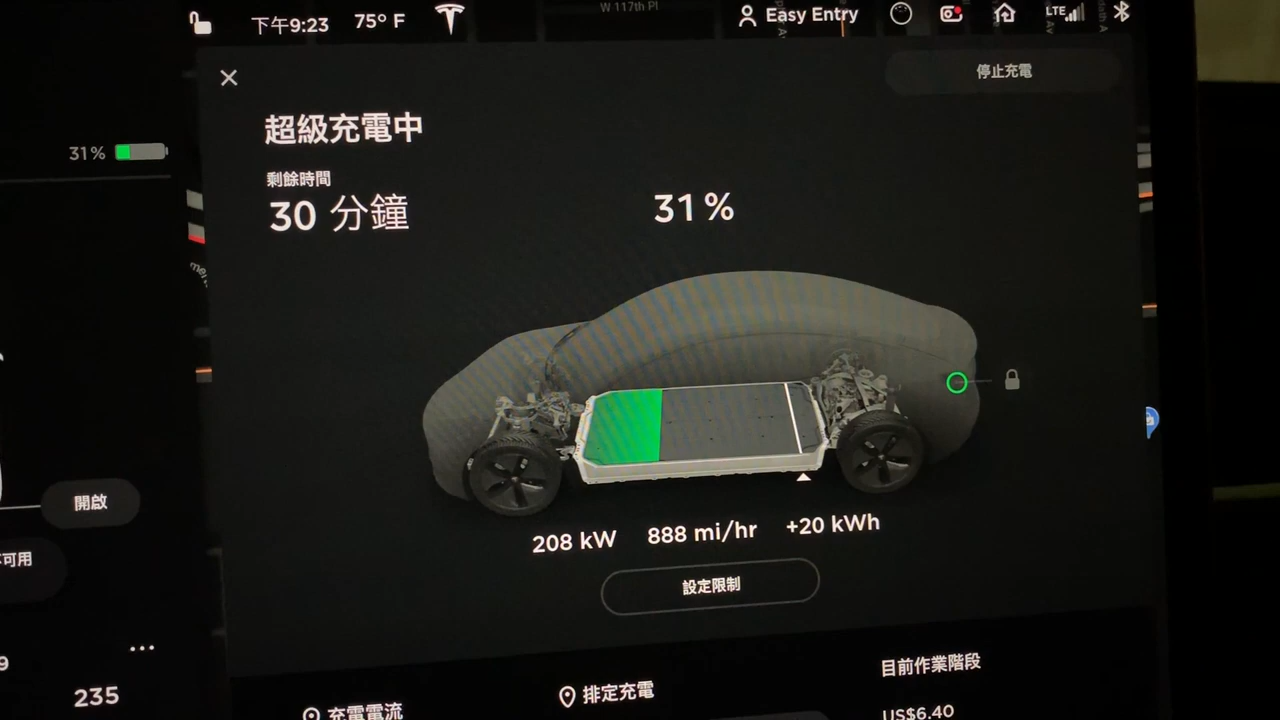 W 117th Pl
下午9:23
75° F
Easy Entry
LTE
停止充電
31%
超級充電中
剩餘時間
30 分鐘
31%
開啟
可用
208 kW
888 mi/hr
+20 kWh
設定限制
9
235
充電電流
排定充電
目前作業階段
US$6.40